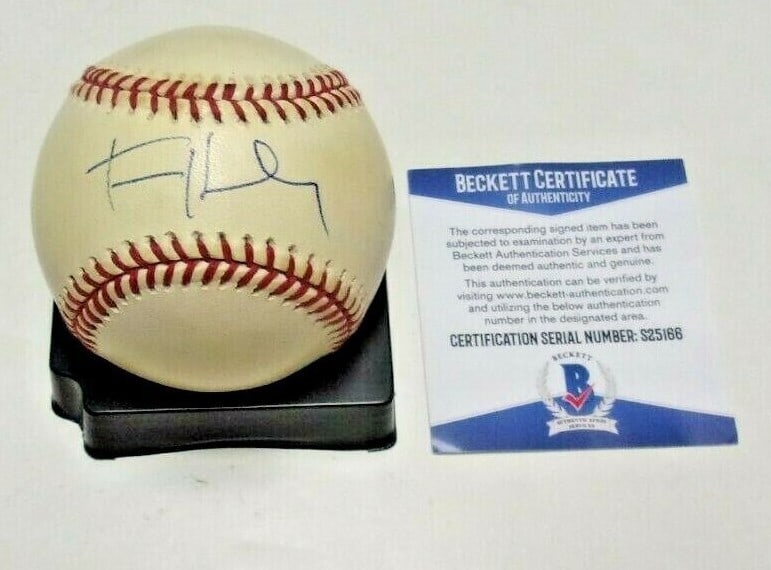 BECKETT CERTIFICATE
OF AUTHENTICITY
The corresponding signed item has been
subjected to examination by an expert from
Beckett Authentication Services and has
been deemed authentic and genuine.
This authentication can be verified by
visiting www.beckett-authentication.com
and utilizing the below authentication
number in the designated area.
CERTIFICATION SERIAL NUMBER: S25166
BECKETT
B
AUTHENTICATION
SERVICES